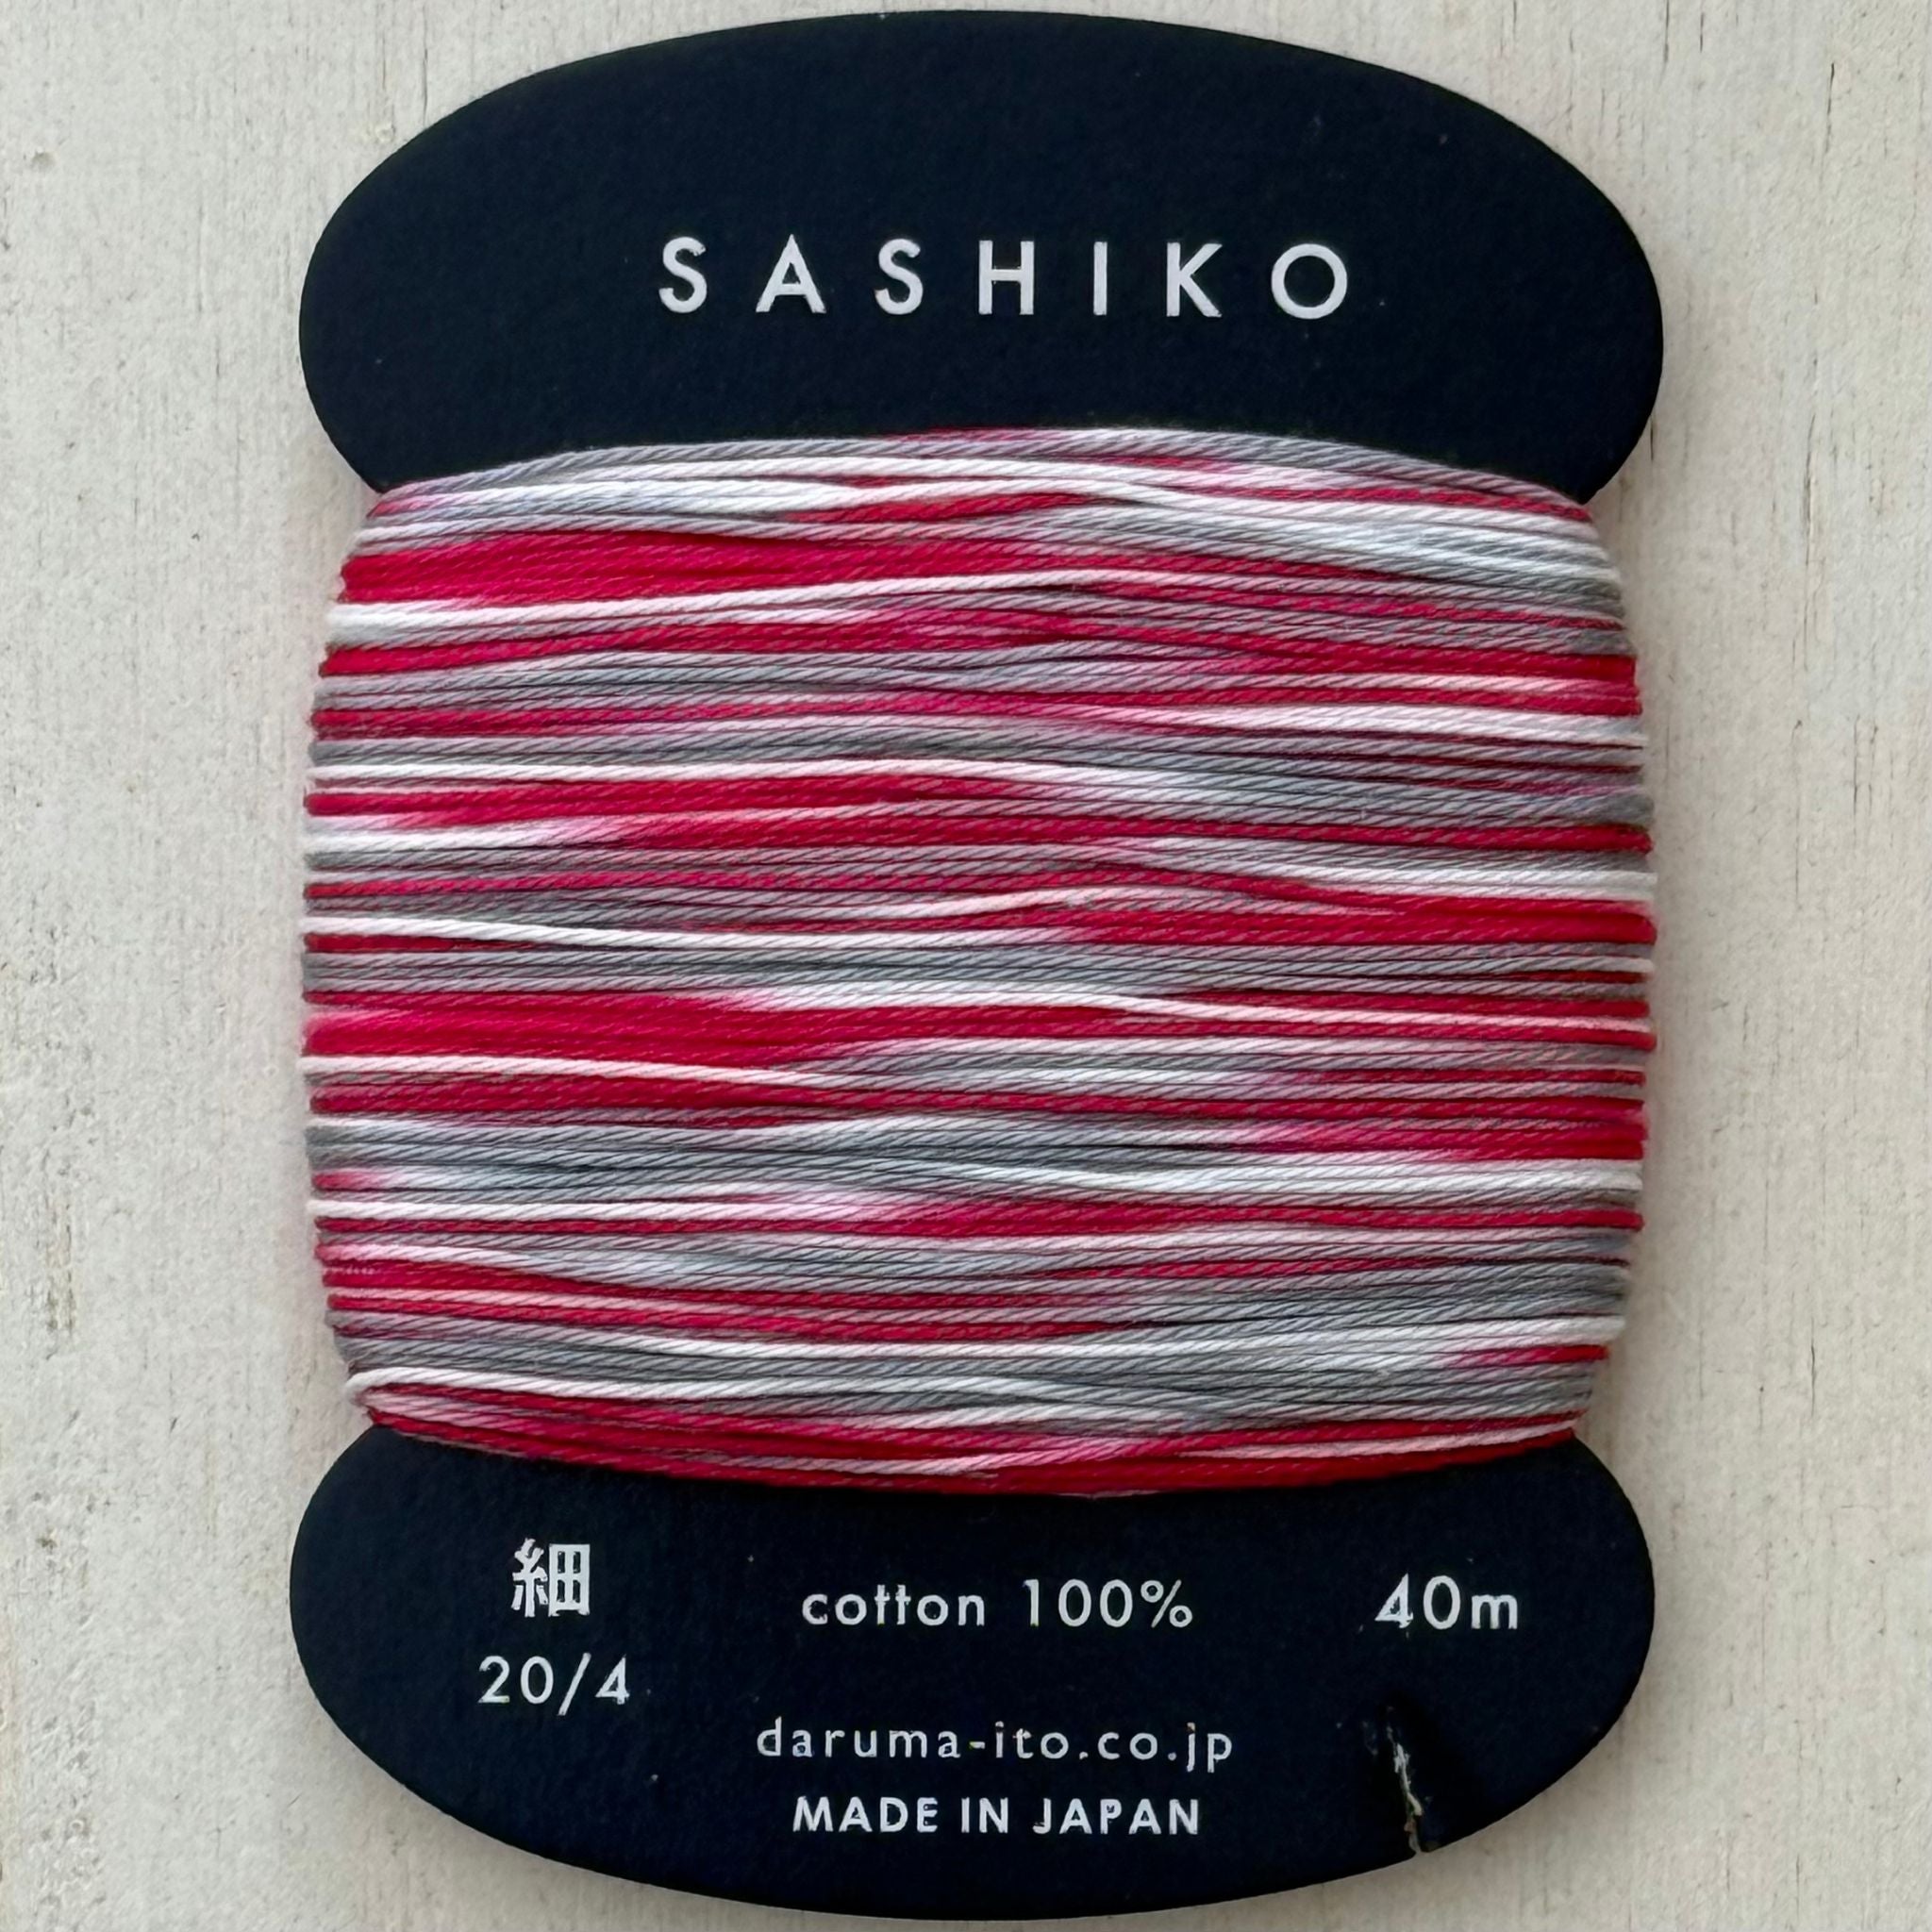 SASHIKO
細
20/4
cotton 100%
40m
daruma-ito.co.jp
MADE IN JAPAN